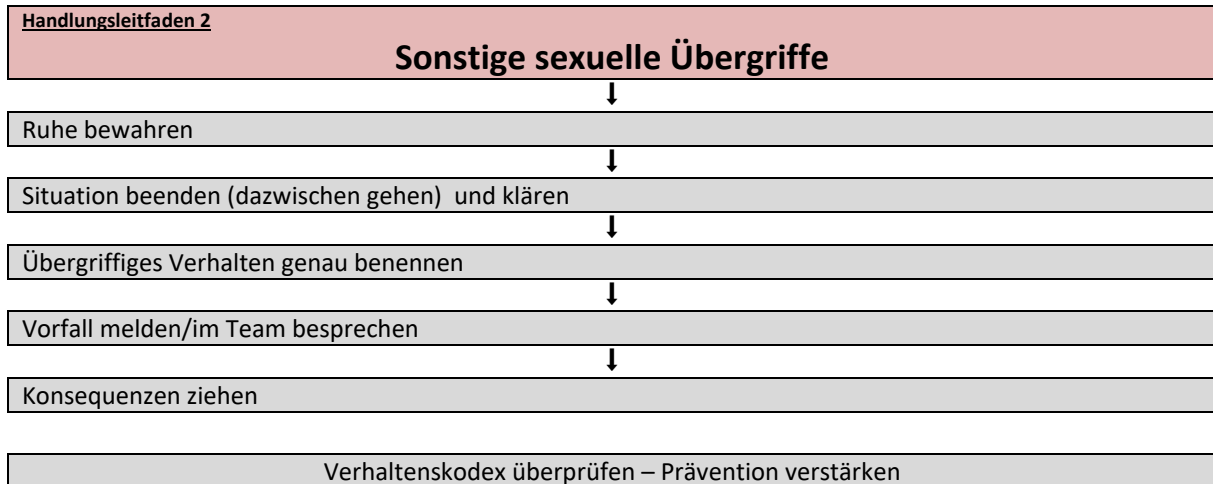 Handlungsleitfaden 2
Sonstige sexuelle Übergriffe
Ruhe bewahren
Situation beenden (dazwischen gehen)  und klären
Übergriffiges Verhalten genau benennen
Vorfall melden/im Team besprechen
Konsequenzen ziehen
Verhaltenskodex überprüfen – Prävention verstärken